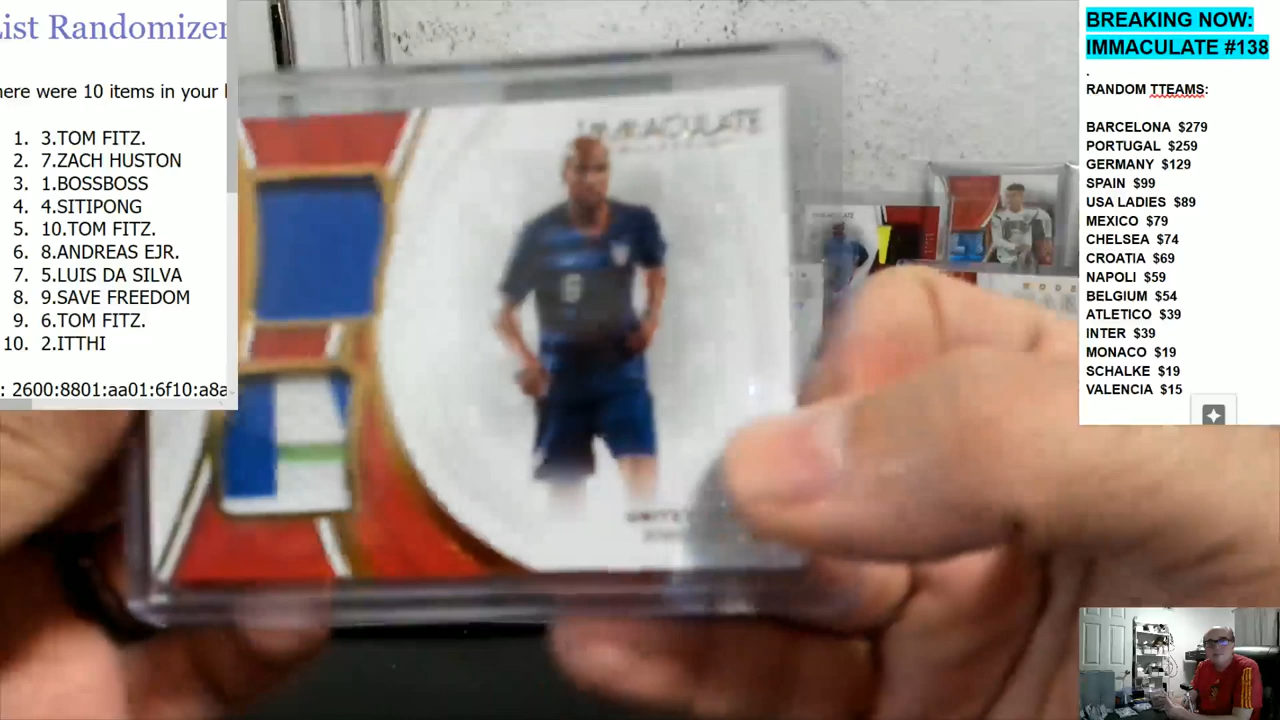 ist Randomizer
here were 10 items in your
1. 3.TOM FITZ.
2. 7.ZACH HUSTON
3. 1.BOSSBOSS
4. 4.SITIPONG
5. 10.TOM FITZ.
6. 8.ANDREAS EJR.
7. 5.LUIS DA SILVA
8. 9.SAVE FREEDOM
9. 6.TOM FITZ.
10. 2.ITTHI
: 2600:8801:aa01:6f10:a8a
IMMACULATE
6
UNITE
IMMACULATE
BREAKING NOW:
IMMACULATE #138
.
RANDOM TTEAMS:
BARCELONA $279
PORTUGAL $259
GERMANY $129
SPAIN $99
USA LADIES $89
MEXICO $79
CHELSEA $74
CROATIA $69
NAPOLI $59
BELGIUM $54
ATLETICO $39
INTER $39
MONACO $19
SCHALKE $19
VALENCIA $15